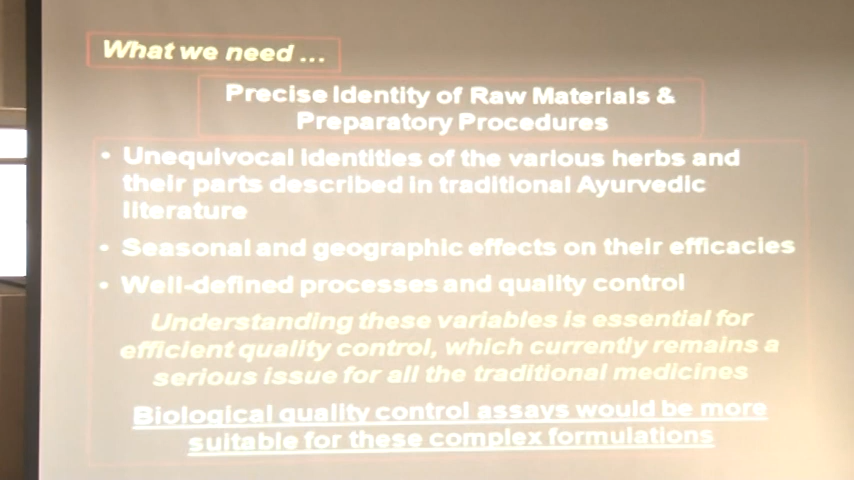 What we need ...
Precise Identity of Raw Materials &
Preparatory Procedures
• Unequivocal identities of the various herbs and
their parts described in traditional Ayurvedic
literature
• Seasonal and geographic effects on their efficacies
• Well-defined processes and quality control
Understanding these variables is essential for
efficient quality control, which currently remains a
serious issue for all the traditional medicines
Biological quality control assays would be more
suitable for these complex formulations